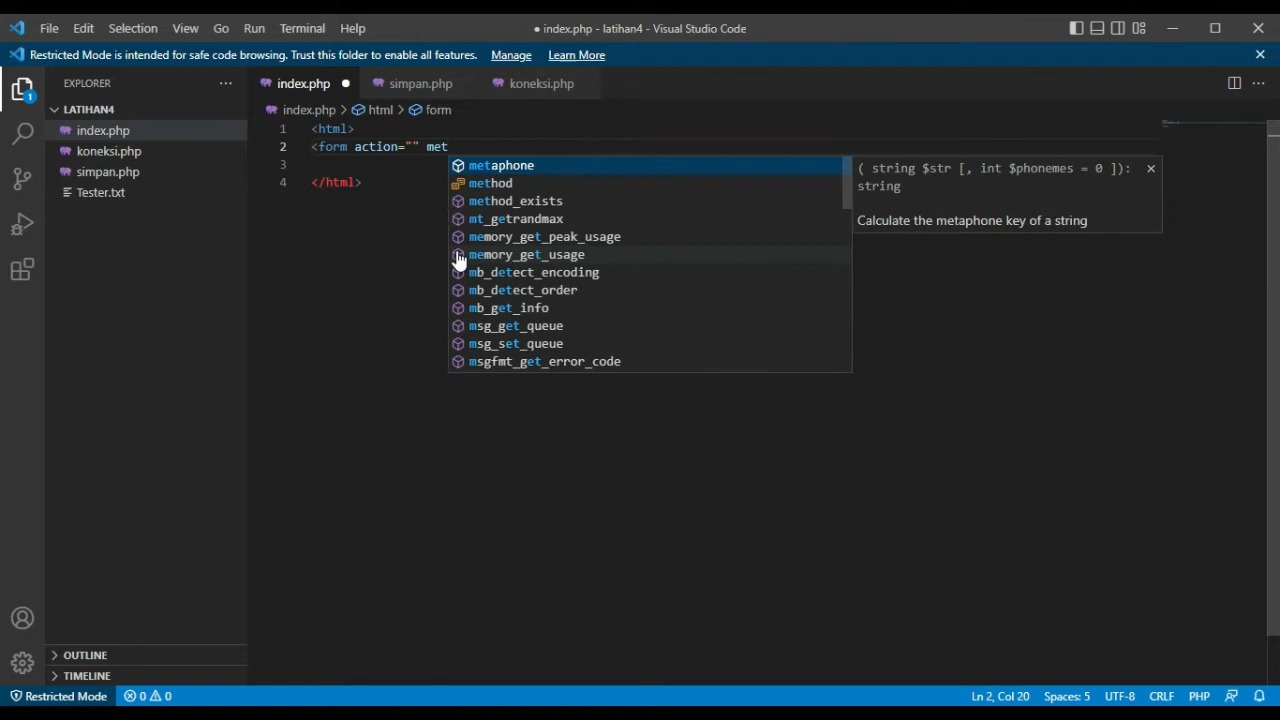 File Edit Selection View Go Run Terminal Help ● index.php - latihan4 - Visual Studio Code
Restricted Mode is intended for safe code browsing. Trust this folder to enable all features. Manage Learn More
EXPLORER
index.php simpan.php koneksi.php
LATIHAN4
index.php
koneksi.php
simpan.php
Tester.txt
index.php > html > form
1 <html>
2 <form action="" met
3
4 </html>
metaphone
method
method_exists
mt_getrandmax
memory_get_peak_usage
memory_get_usage
mb_detect_encoding
mb_detect_order
mb_get_info
msg_get_queue
msg_set_queue
msgfmt_get_error_code
( string $str [, int $phonemes = 0 ]):
string
Calculate the metaphone key of a string
OUTLINE
TIMELINE
1
Restricted Mode 0 0 Ln 2, Col 20 Spaces: 5 UTF-8 CRLF PHP